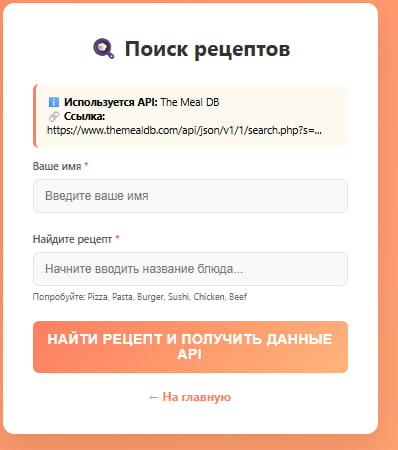 Поиск рецептов
Используется API: The Meal DB
Ссылка:
https://www.themealdb.com/api/json/v1/1/search.php?s=...
Ваше имя *
Введите ваше имя
Найдите рецепт *
Начните вводить название блюда...
Попробуйте: Pizza, Pasta, Burger, Sushi, Chicken, Beef
НАЙТИ РЕЦЕПТ И ПОЛУЧИТЬ ДАННЫЕ
API
← На главную